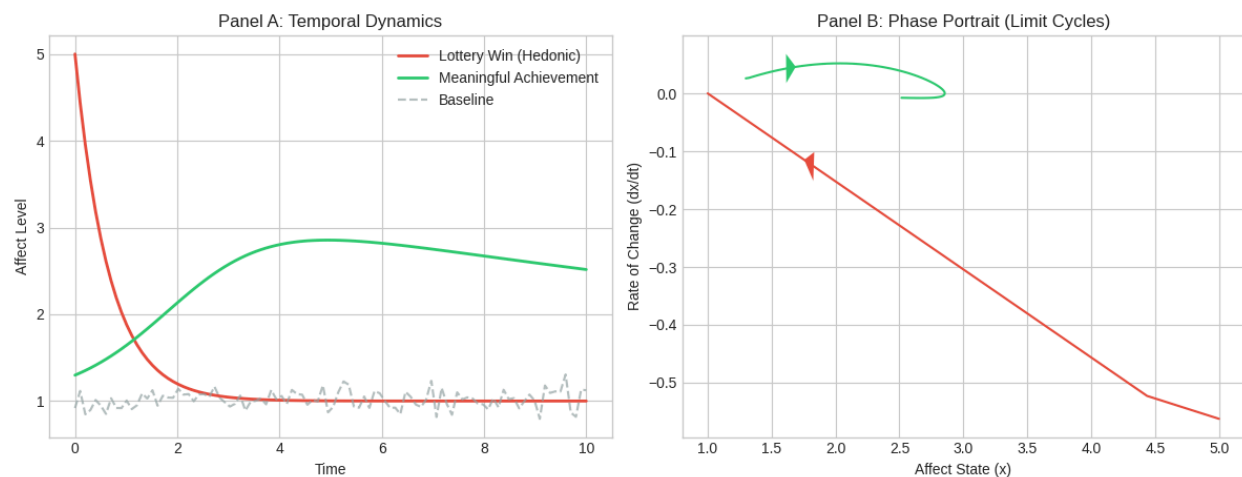 Panel A: Temporal Dynamics
5
4
3
2
1
Affect Level
0
2
4
6
8
10
Time
Lottery Win (Hedonic)
Meaningful Achievement
Baseline
Panel B: Phase Portrait (Limit Cycles)
0.0
−0.1
−0.2
−0.3
−0.4
−0.5
Rate of Change (dx/dt)
1.0
1.5
2.0
2.5
3.0
3.5
4.0
4.5
5.0
Affect State (x)